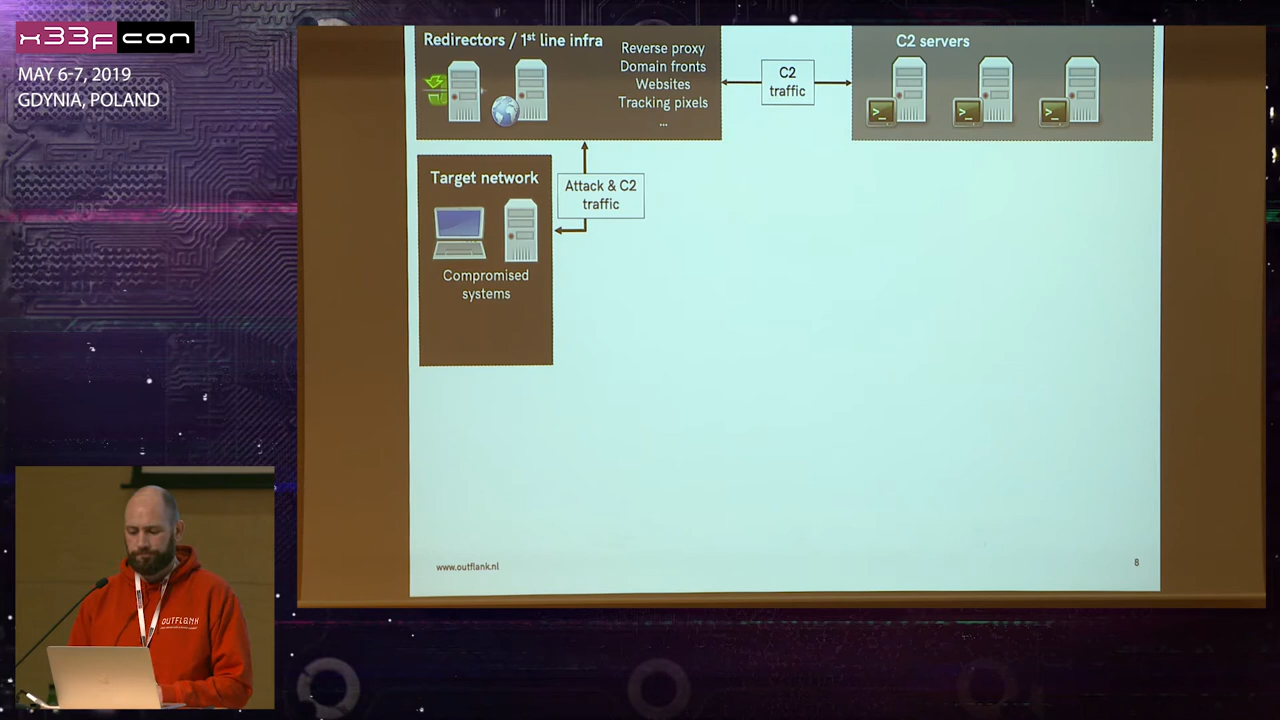 x33fcon
MAY 6-7, 2019
GDYNIA, POLAND
Redirectors / 1st line infra
Reverse proxy
Domain fronts
Websites
Tracking pixels
...
C2
traffic
C2 servers
>_
>_
>_
Target network
Attack & C2
traffic
Compromised
systems
www.outflank.nl
8
OUTFLANK